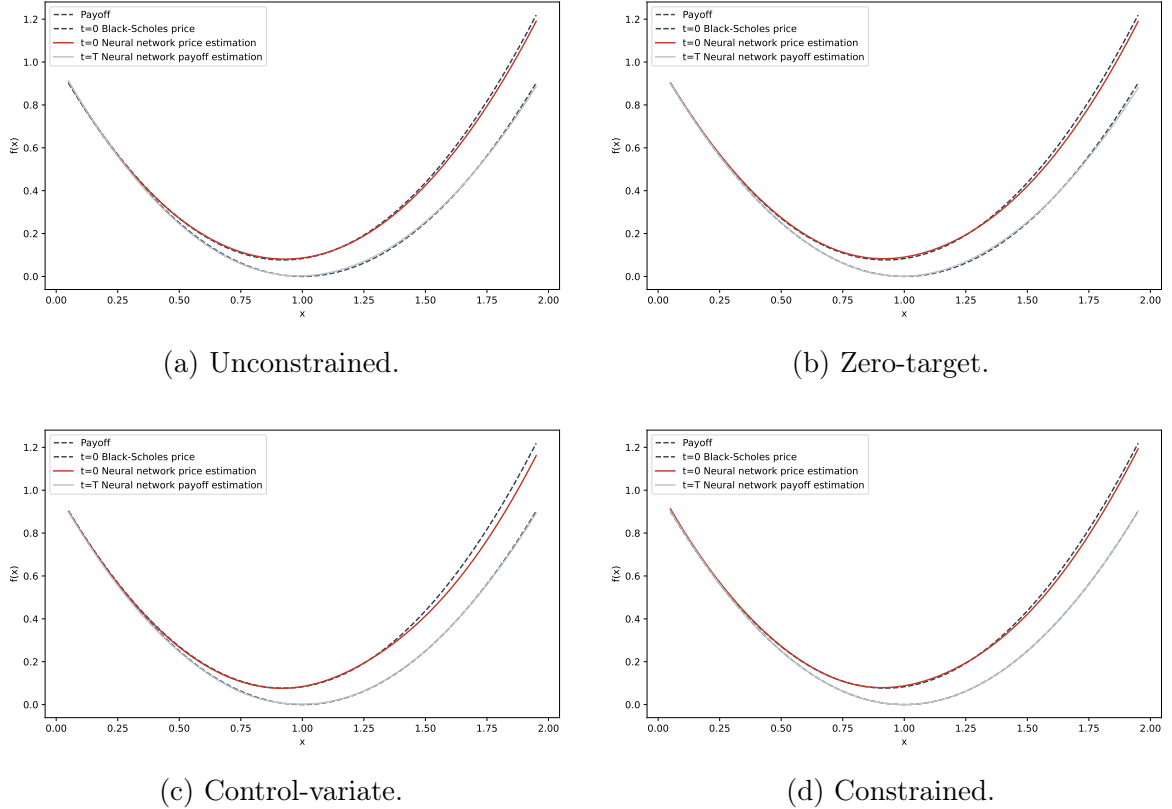 Payoff
t=0 Black-Scholes price
t=0 Neural network price estimation
t=T Neural network payoff estimation
1.2
1.0
0.8
0.6
0.4
0.2
0.0
f(x)
0.00 0.25 0.50 0.75 1.00 1.25 1.50 1.75 2.00
x
(a) Unconstrained.
Payoff
t=0 Black-Scholes price
t=0 Neural network price estimation
t=T Neural network payoff estimation
1.2
1.0
0.8
0.6
0.4
0.2
0.0
f(x)
0.00 0.25 0.50 0.75 1.00 1.25 1.50 1.75 2.00
x
(b) Zero-target.
Payoff
t=0 Black-Scholes price
t=0 Neural network price estimation
t=T Neural network payoff estimation
1.2
1.0
0.8
0.6
0.4
0.2
0.0
f(x)
0.00 0.25 0.50 0.75 1.00 1.25 1.50 1.75 2.00
x
(c) Control-variate.
Payoff
t=0 Black-Scholes price
t=0 Neural network price estimation
t=T Neural network payoff estimation
1.2
1.0
0.8
0.6
0.4
0.2
0.0
f(x)
0.00 0.25 0.50 0.75 1.00 1.25 1.50 1.75 2.00
x
(d) Constrained.